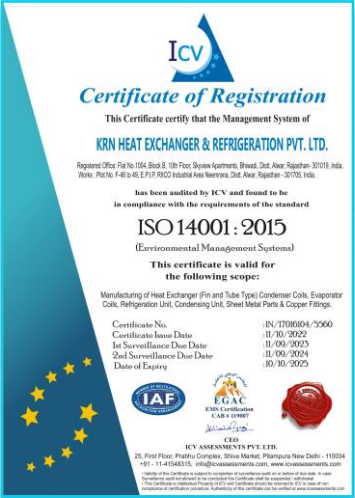 Icv
Certificate of Registration
This Certificate certify that the Management System of
KRN HEAT EXCHANGER & REFRIGERATION PVT. LTD.
Registered Office: Flat No.1004, Block B, 10th Floor, Skyview Apartments, Bhiwadi, Distt. Alwar, Rajasthan- 301019, India.
Works : Plot No. F-46 to 49, E.P.I.P, RIICO Industrial Area Neemrana, Distt. Alwar, Rajasthan - 301705, India.
has been audited by ICV and found to be
in compliance with the requirements of the standard
ISO 14001 : 2015
(Environmental Management Systems)
This certificate is valid for
the following scope:
Manufacturing of Heat Exchanger (Fin and Tube Type) Condenser Coils, Evaporator
Coils, Refrigeration Unit, Condensing Unit, Sheet Metal Parts & Copper Fittings.
Certificate No. :IN/17016104/5560
Certificate Issue Date :11/10/2022
1st Surveillance Due Date :11/09/2023
2nd Surveillance Due Date :11/09/2024
Date of Expiry :10/10/2025
IAF
EGAC
EMS Certification
CAB # 119007
CEO
ICV ASSESSMENTS PVT. LTD.
25, First Floor, Prabhu Complex, Shiva Market, Pitampura New Delhi - 110034
+91 - 11-41548315, info@icvassessments.com, www.icvassessments.com